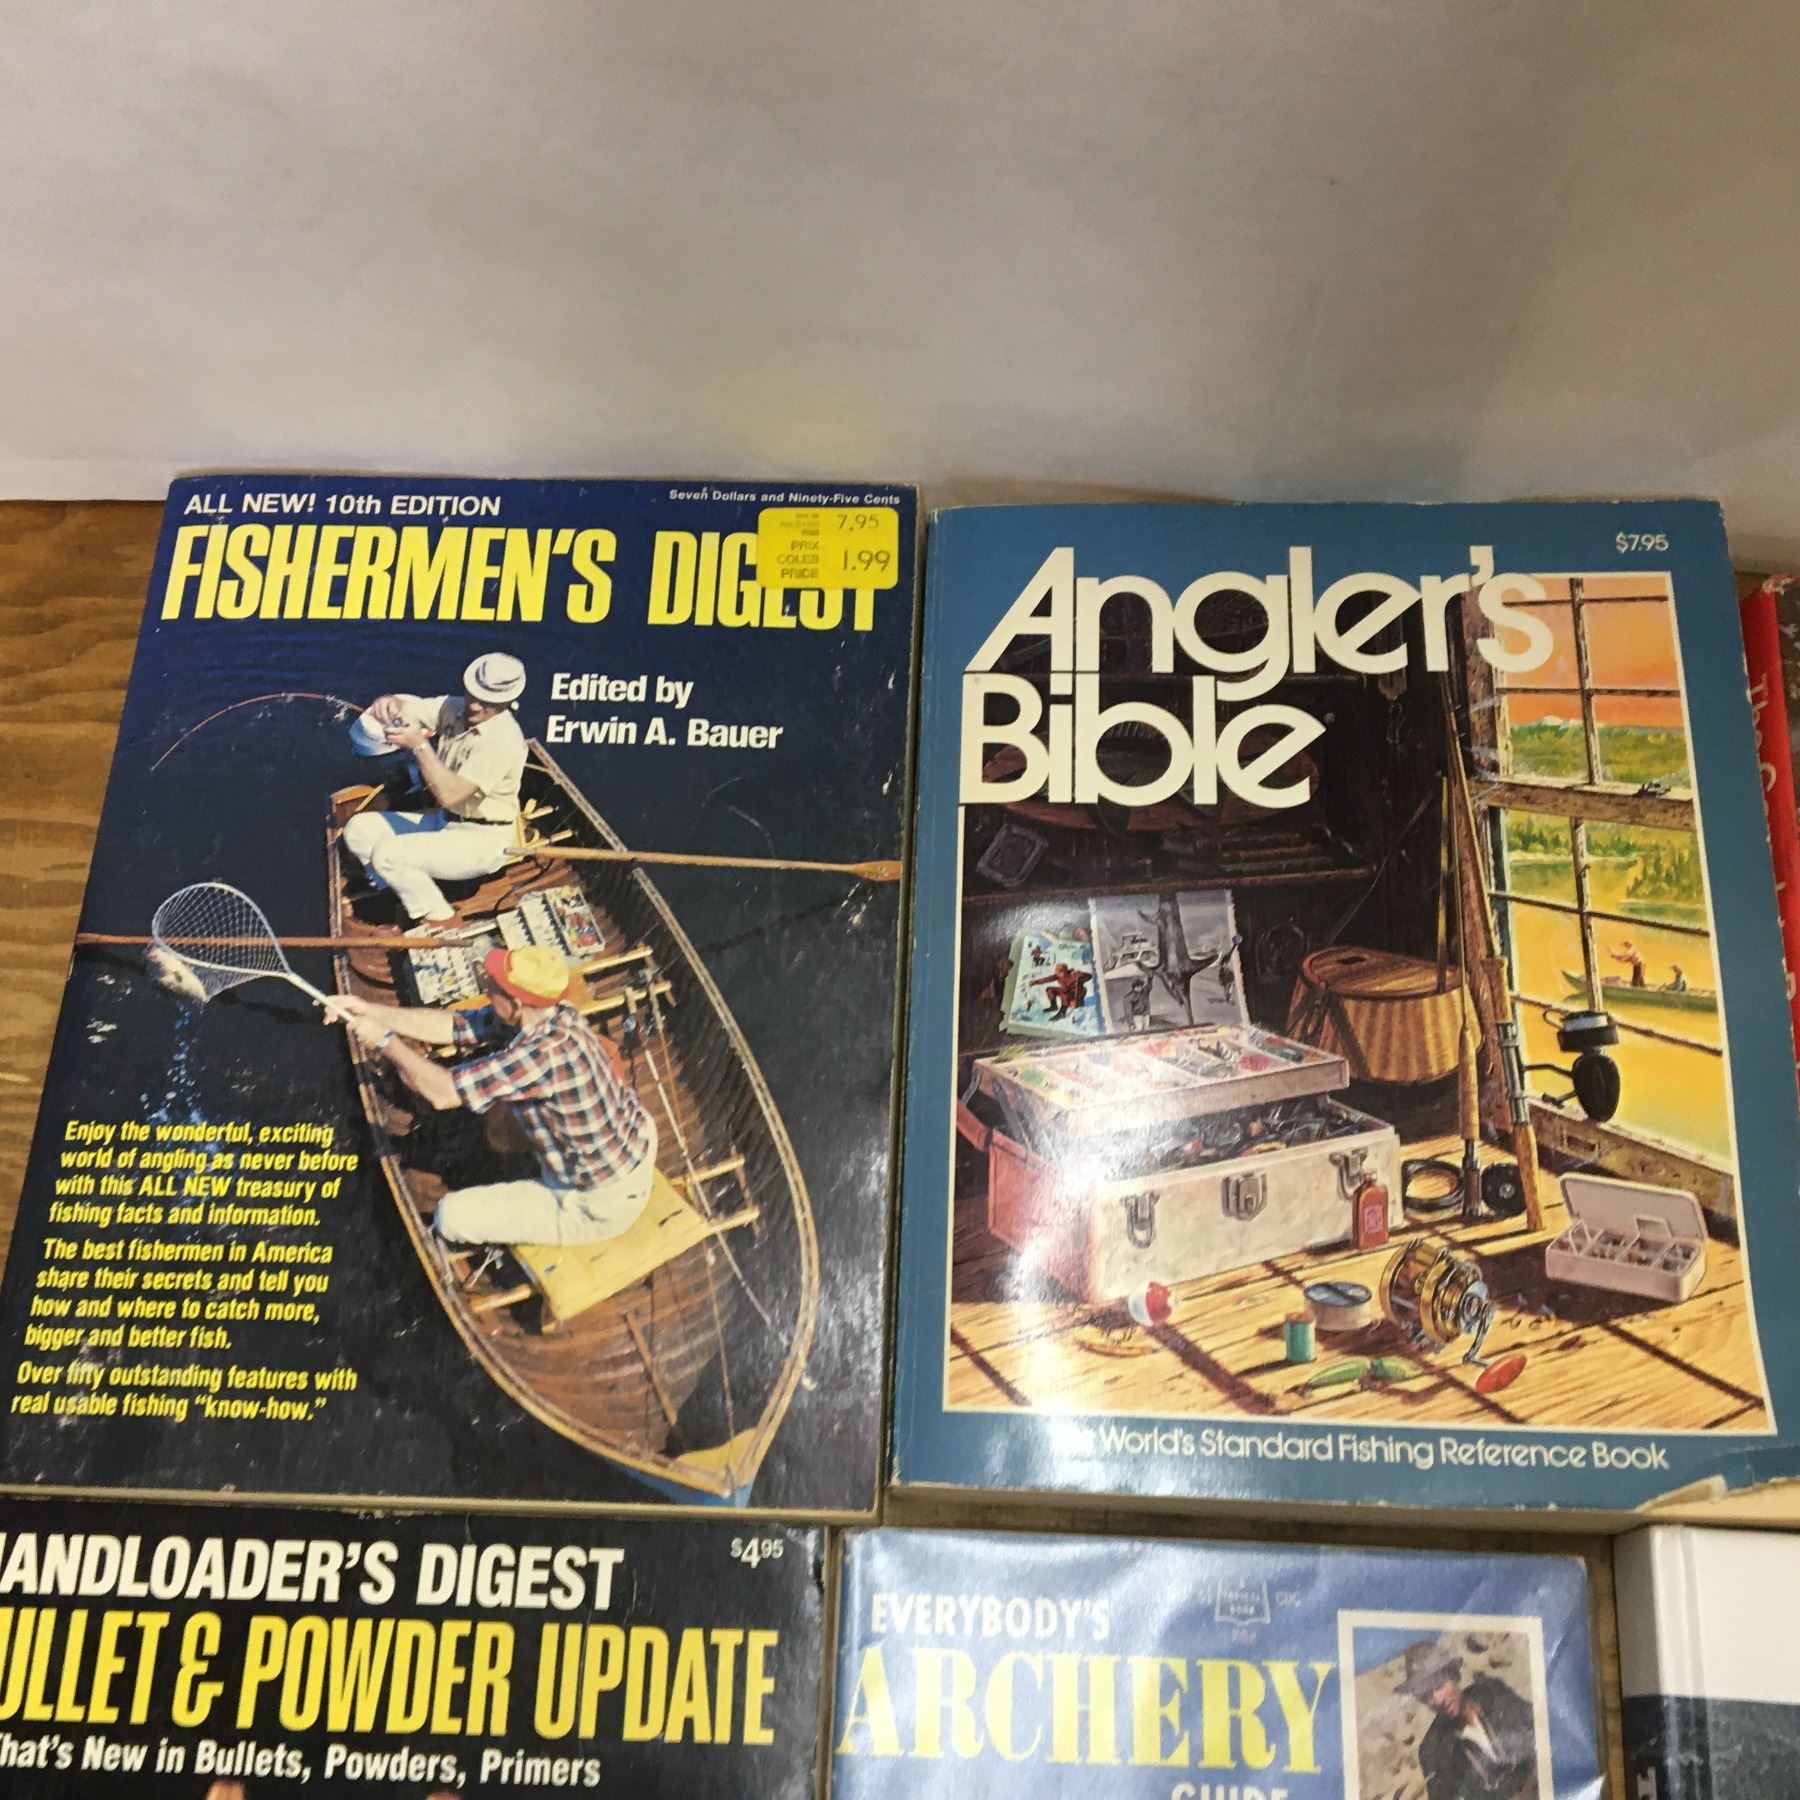 ALL NEW! 10th EDITION
Seven Dollars and Ninety-Five Cents
FISHERMEN'S DIGEST
7.95
PRIX
COLES
PRICE
1.99
Edited by
Erwin A. Bauer
Enjoy the wonderful, exciting
world of angling as never before
with this ALL NEW treasury of
fishing facts and information.
The best fishermen in America
share their secrets and tell you
how and where to catch more,
bigger and better fish.
Over fifty outstanding features with
real usable fishing "know-how."
$7.95
Angler's
Bible
World's Standard Fishing Reference Book
HANDLOADER'S DIGEST
$4.95
BULLET & POWDER UPDATE
What's New in Bullets, Powders, Primers
EVERYBODY'S
CDC
ARCHERY
GUIDE